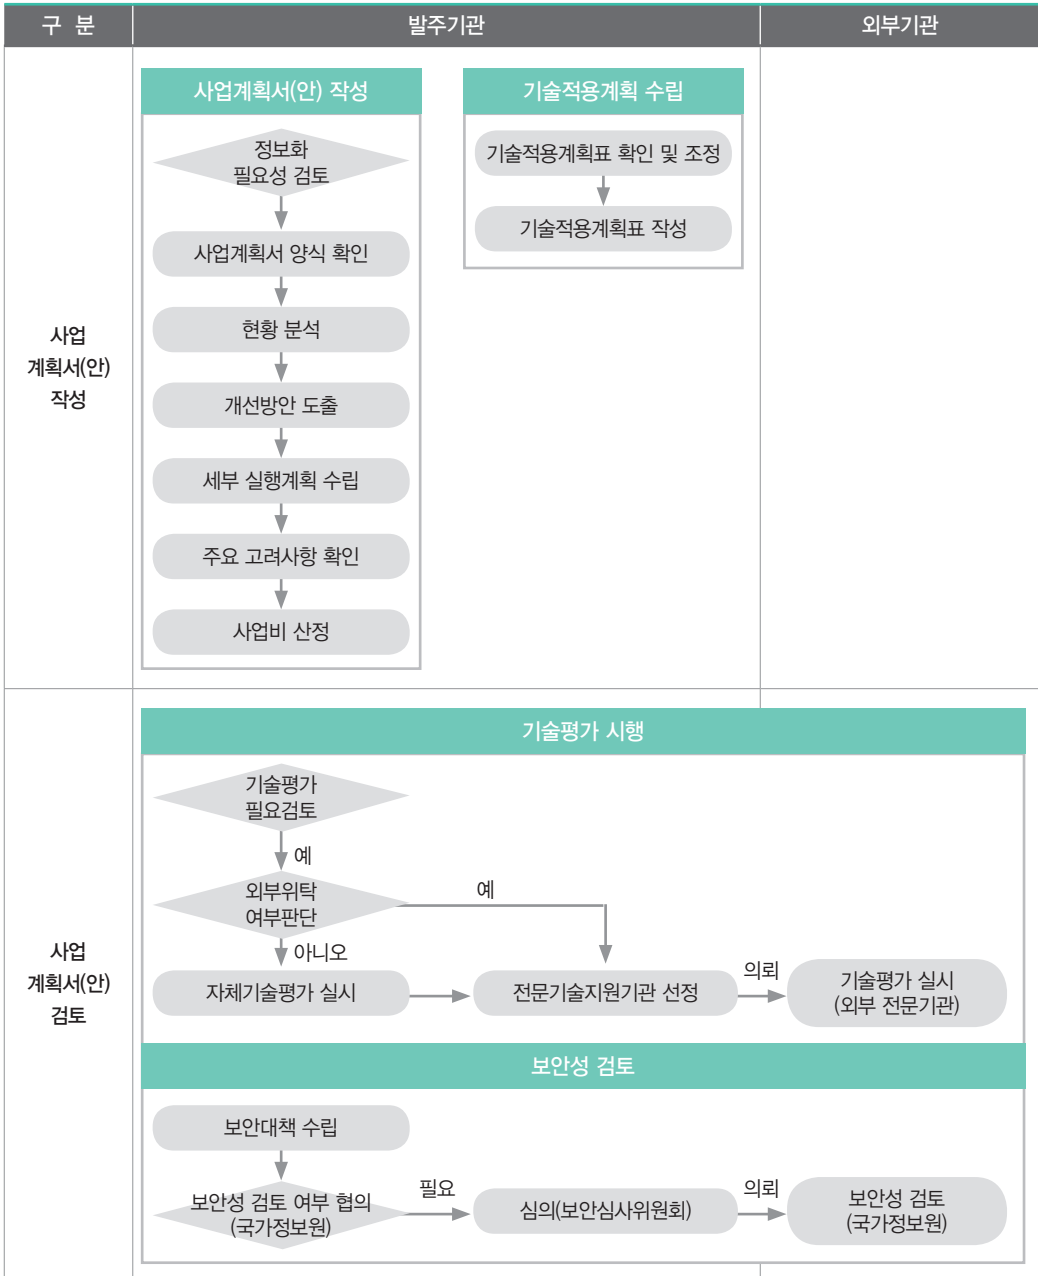 구 분
발주기관
외부기관
사업
계획서(안)
작성
사업계획서(안) 작성
정보화
필요성 검토
사업계획서 양식 확인
현황 분석
개선방안 도출
세부 실행계획 수립
주요 고려사항 확인
사업비 산정
기술적용계획 수립
기술적용계획표 확인 및 조정
기술적용계획표 작성
사업
계획서(안)
검토
기술평가 시행
기술평가
필요검토
예
외부위탁
여부판단
예
아니오
자체기술평가 실시
전문기술지원기관 선정
의뢰
기술평가 실시
(외부 전문기관)
보안성 검토
보안대책 수립
보안성 검토 여부 협의
(국가정보원)
필요
심의(보안심사위원회)
의뢰
보안성 검토
(국가정보원)